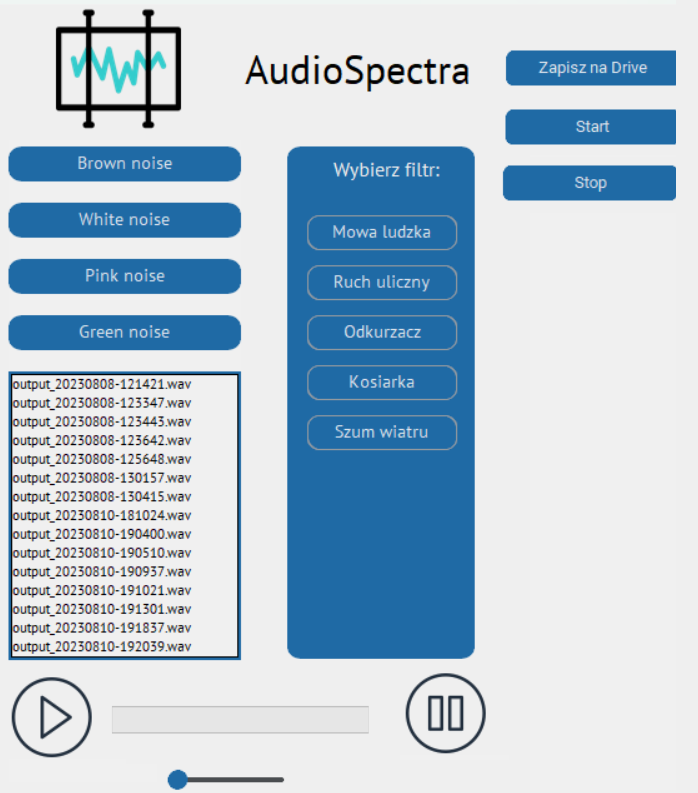 AudioSpectra
Zapisz na Drive
Start
Stop
Brown noise
White noise
Pink noise
Green noise
Wybierz filtr:
Mowa ludzka
Ruch uliczny
Odkurzacz
Kosiarka
Szum wiatru
output_20230808-121421.wav
output_20230808-123347.wav
output_20230808-123443.wav
output_20230808-123642.wav
output_20230808-125648.wav
output_20230808-130157.wav
output_20230808-130415.wav
output_20230810-181024.wav
output_20230810-190400.wav
output_20230810-190510.wav
output_20230810-190937.wav
output_20230810-191021.wav
output_20230810-191301.wav
output_20230810-191837.wav
output_20230810-192039.wav